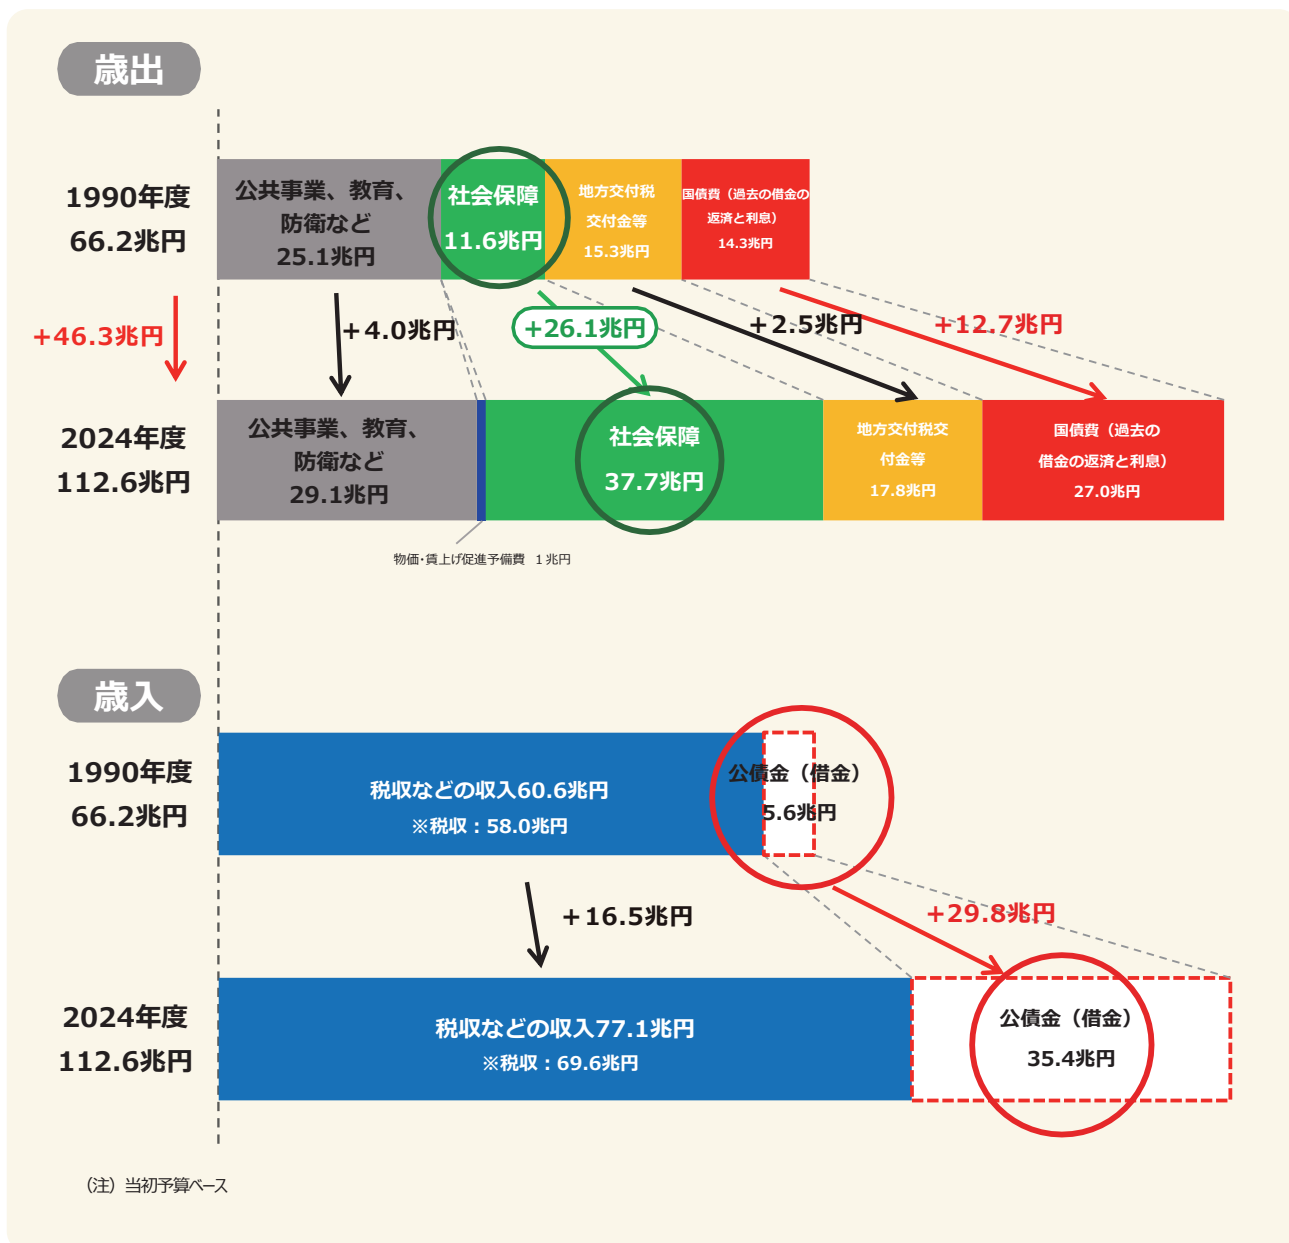 歳出
1990年度
66.2兆円
公共事業、教育、
防衛など
25.1兆円
社会保障
11.6兆円
地方交付税
交付金等
15.3兆円
国債費（過去の借金の
返済と利息）
14.3兆円
+46.3兆円
+4.0兆円
+26.1兆円
+2.5兆円
+12.7兆円
2024年度
112.6兆円
公共事業、教育、
防衛など
29.1兆円
社会保障
37.7兆円
地方交付税交
付金等
17.8兆円
国債費（過去の
借金の返済と利息）
27.0兆円
物価・賃上げ促進予備費　１兆円
歳入
1990年度
66.2兆円
税収などの収入60.6兆円
※税収：58.0兆円
公債金（借金）
5.6兆円
+16.5兆円
+29.8兆円
2024年度
112.6兆円
税収などの収入77.1兆円
※税収：69.6兆円
公債金（借金）
35.4兆円
（注）当初予算ベース